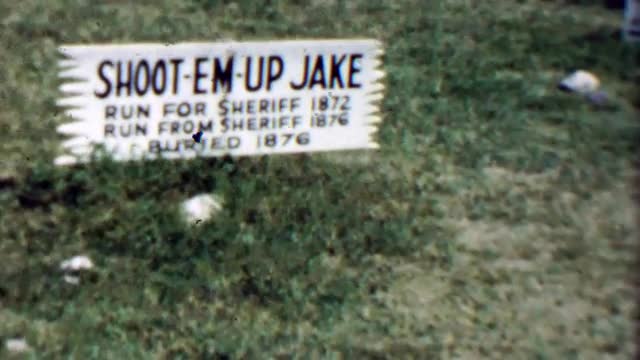 SHOOT-EM-UP JAKE
RUN FOR SHERIFF 1872
RUN FROM SHERIFF 1876
BURIED 1876